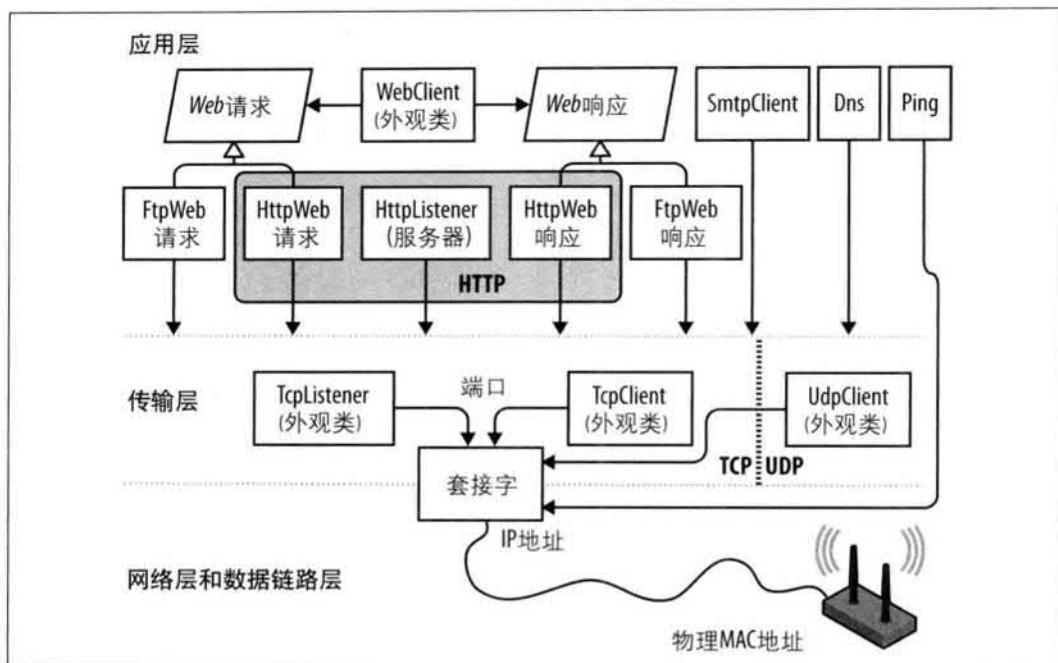 应用层
Web请求
WebClient
(外观类)
Web响应
SmtpClient
Dns
Ping
FtpWeb
请求
HttpWeb
请求
HttpListener
(服务器)
HttpWeb
响应
FtpWeb
响应
HTTP
传输层
TcpListener
(外观类)
端口
TcpClient
(外观类)
UdpClient
(外观类)
TCP
UDP
套接字
IP地址
网络层和数据链路层
物理MAC地址